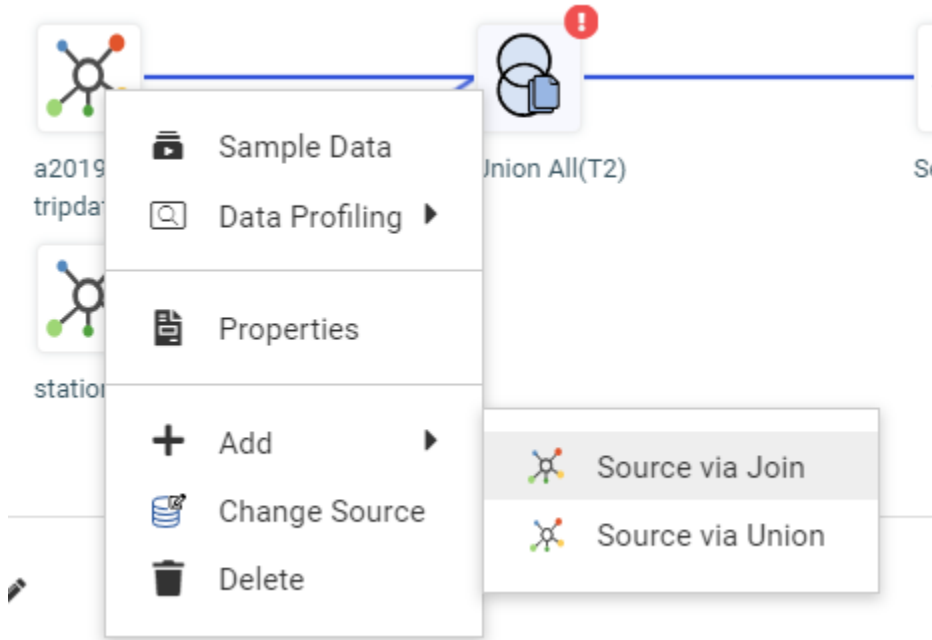 a2019
tripda
Union All(T2)
Sample Data
Data Profiling
Properties
station
Add
Source via Join
Change Source
Source via Union
Delete